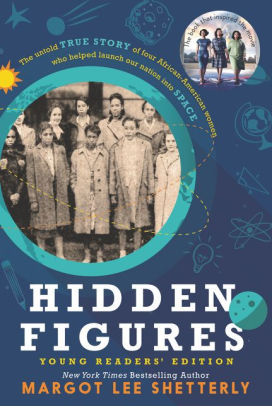 The book that inspired the movie
The untold TRUE STORY of four African-American women
who helped launch our nation into SPACE
HIDDEN
FIGURES
YOUNG READERS' EDITION
New York Times Bestselling Author
MARGOT LEE SHETTERLY